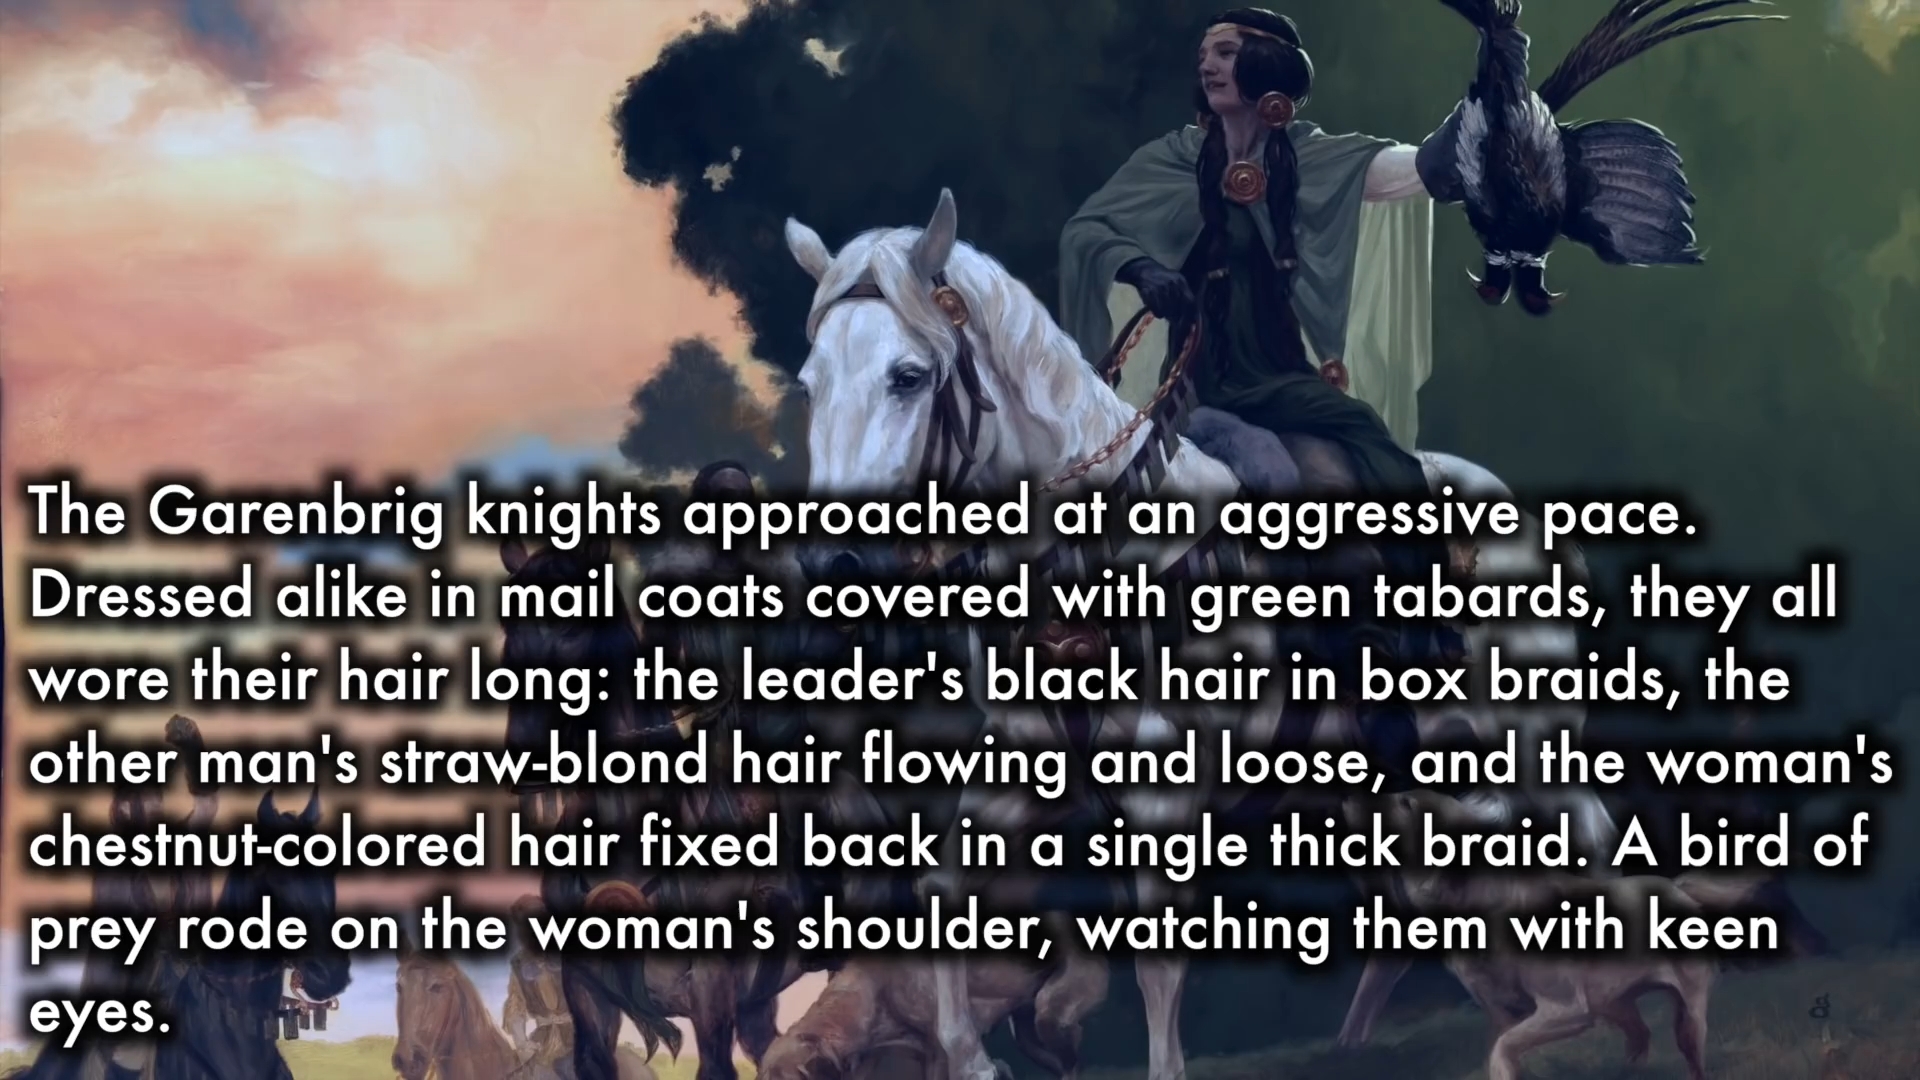 The Garenbrig knights approached at an aggressive pace.
Dressed alike in mail coats covered with green tabards, they all
wore their hair long: the leader's black hair in box braids, the
other man's straw-blond hair flowing and loose, and the woman's
chestnut-colored hair fixed back in a single thick braid. A bird of
prey rode on the woman's shoulder, watching them with keen
eyes.